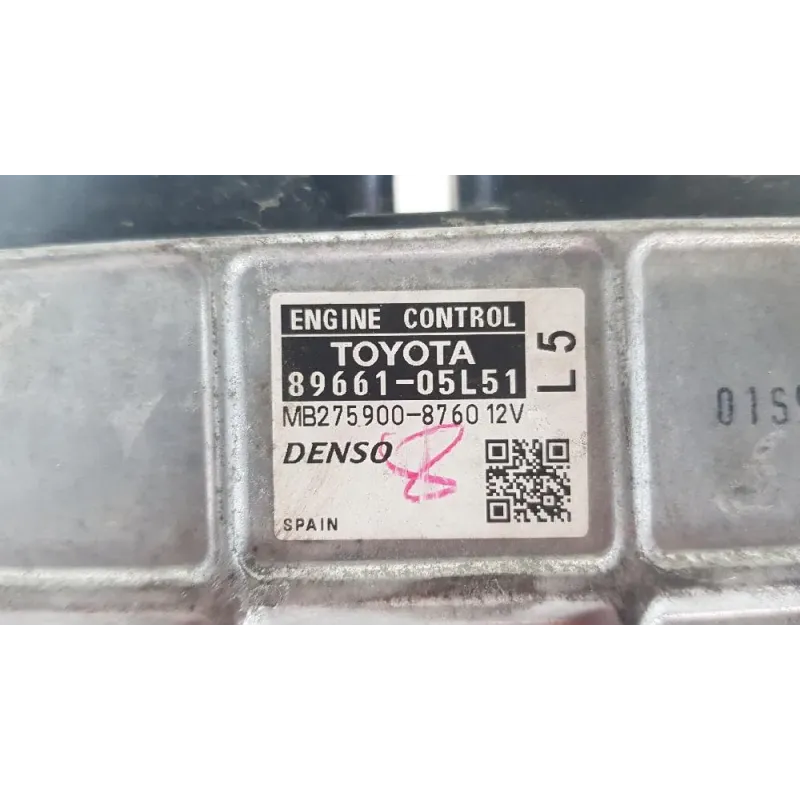 ENGINE CONTROL
TOYOTA
89661-05L51
L5
MB275900-8760 12V
DENSO
SPAIN